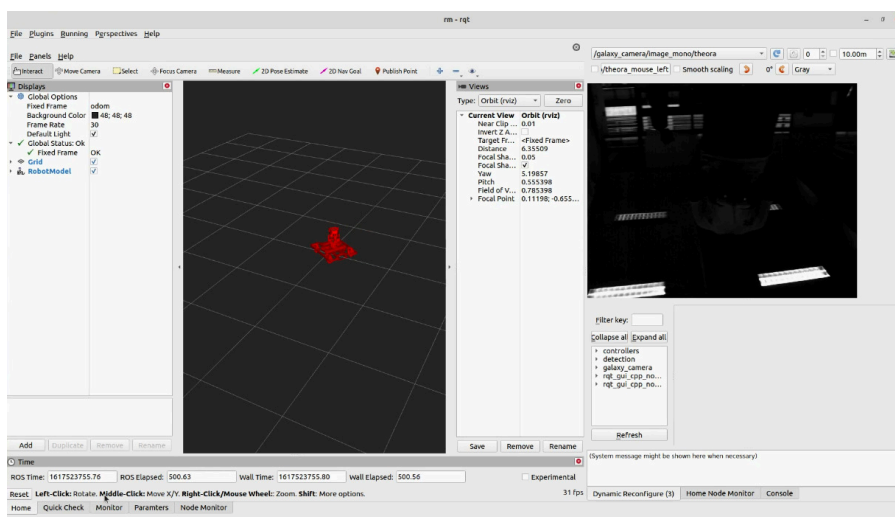 rm - rqt
File Plugins Running Perspectives Help
File Panels Help
Interact Move Camera Select Focus Camera Measure 2D Pose Estimate 2D Nav Goal Publish Point
Displays
Global Options
Fixed Frame odom
Background Color 48; 48; 48
Frame Rate 30
Default Light
Global Status: Ok
Fixed Frame OK
Grid
RobotModel
Add Duplicate Remove Rename
Views
Type: Orbit (rviz) Zero
Current View Orbit (rviz)
Near Clip ... 0.01
Invert Z A...
Target Fr... <Fixed Frame>
Distance 6.35509
Focal Sha... 0.05
Focal Sha...
Yaw 5.19857
Pitch 0.555398
Field of V... 0.785398
Focal Point 0.11198; -0.655...
Save Remove Rename
/galaxy_camera/image_mono/theora 0 10.00m
/theora_mouse_left Smooth scaling 0° Gray
Filter key:
Collapse all Expand all
controllers
detection
galaxy_camera
rqt_gui_cpp_no...
rqt_gui_cpp_no...
Refresh
(System message might be shown here when necessary)
Dynamic Reconfigure (3) Home Node Monitor Console
Time
ROS Time: 1617523755.76 ROS Elapsed: 500.63 Wall Time: 1617523755.80 Wall Elapsed: 500.56 Experimental
Reset Left-Click: Rotate. Middle-Click: Move X/Y. Right-Click/Mouse Wheel:: Zoom. Shift: More options. 31 fps
Home Quick Check Monitor Paramters Node Monitor